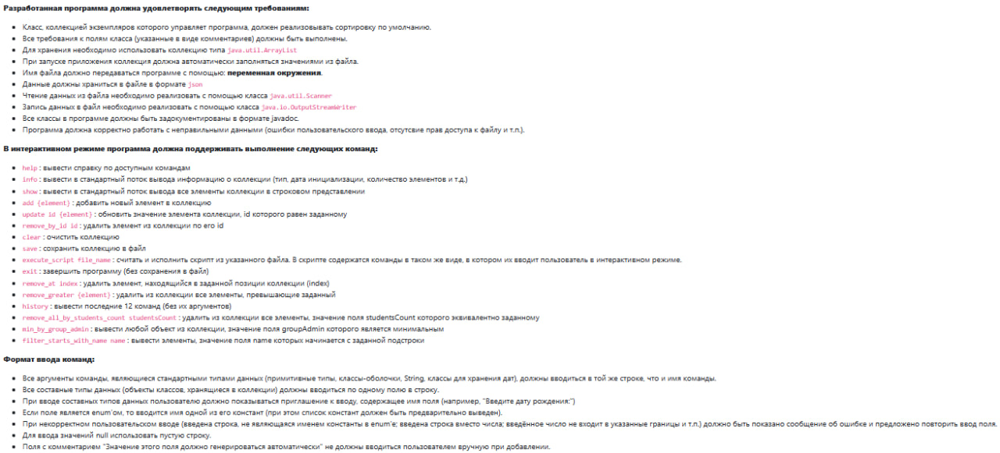 Разработанная программа должна удовлетворять следующим требованиям:
Класс, коллекцией экземпляров которого управляет программа, должен реализовывать сортировку по умолчанию.
Все требования к полям класса (указанные в виде комментариев) должны быть выполнены.
Для хранения необходимо использовать коллекцию типа java.util.ArrayList
При запуске приложения коллекция должна автоматически заполняться значениями из файла.
Имя файла должно передаваться программе с помощью: переменная окружения.
Данные должны храниться в файле в формате json
Чтение данных из файла необходимо реализовать с помощью класса java.util.Scanner
Запись данных в файл необходимо реализовать с помощью класса java.io.OutputStreamWriter
Все классы в программе должны быть задокументированы в формате javadoc.
Программа должна корректно работать с неправильными данными (ошибки пользовательского ввода, отсутсвие прав доступа к файлу и т.п.).
В интерактивном режиме программа должна поддерживать выполнение следующих команд:
help : вывести справку по доступным командам
info : вывести в стандартный поток вывода информацию о коллекции (тип, дата инициализации, количество элементов и т.д.)
show : вывести в стандартный поток вывода все элементы коллекции в строковом представлении
add {element} : добавить новый элемент в коллекцию
update id {element} : обновить значение элемента коллекции, id которого равен заданному
remove_by_id id : удалить элемент из коллекции по его id
clear : очистить коллекцию
save : сохранить коллекцию в файл
execute_script file_name : считать и исполнить скрипт из указанного файла. В скрипте содержатся команды в таком же виде, в котором их вводит пользователь в интерактивном режиме.
exit : завершить программу (без сохранения в файл)
remove_at index : удалить элемент, находящийся в заданной позиции коллекции (index)
remove_greater {element} : удалить из коллекции все элементы, превышающие заданный
history : вывести последние 12 команд (без их аргументов)
remove_all_by_students_count studentsCount : удалить из коллекции все элементы, значение поля studentsCount которого эквивалентно заданному
min_by_group_admin : вывести любой объект из коллекции, значение поля groupAdmin которого является минимальным
filter_starts_with_name name : вывести элементы, значение поля name которых начинается с заданной подстроки
Формат ввода команд:
Все аргументы команды, являющиеся стандартными типами данных (примитивные типы, классы-оболочки, String, классы для хранения дат), должны вводиться в той же строке, что и имя команды.
Все составные типы данных (объекты классов, хранящиеся в коллекции) должны вводиться по одному полю в строку.
При вводе составных типов данных пользователю должно показываться приглашение к вводу, содержащее имя поля (например, "Введите дату рождения:")
Если поле является enum'ом, то вводится имя одной из его констант (при этом список констант должен быть предварительно выведен).
При некорректном пользовательском вводе (введена строка, не являющаяся именем константы в enum'е; введена строка вместо числа; введённое число не входит в указанные границы и т.п.) должно быть показано сообщение об ошибке и предложено повторить ввод поля.
Для ввода значений null использовать пустую строку.
Поля с комментарием "Значение этого поля должно генерироваться автоматически" не должны вводиться пользователем вручную при добавлении.